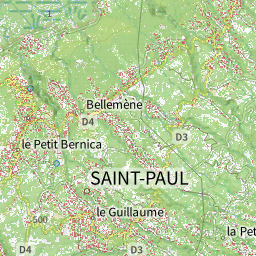 Bellemène
D4
D3
le Petit Bernica
SAINT-PAUL
le Guillaume
500
la Pet
D4
D3